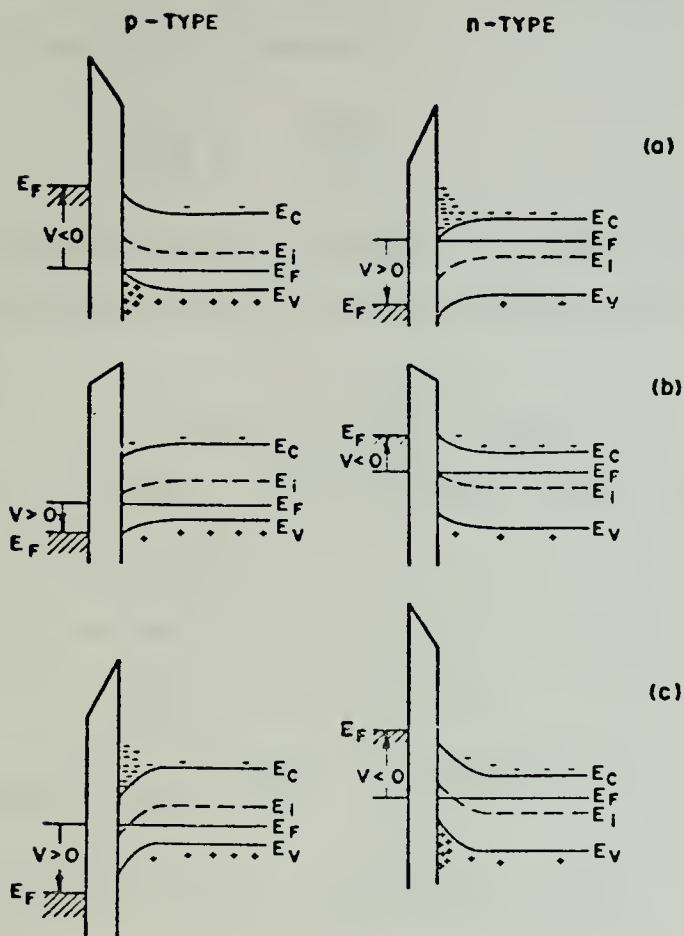 p-TYPE
n-TYPE
(a)
E_F
V<0
E_C
E_i
E_F
E_V
E_C
E_F
E_i
E_V
V>0
E_F
(b)
V>0
E_F
E_C
E_i
E_F
E_V
E_F
V<0
E_C
E_F
E_i
E_V
(c)
V>0
E_F
E_C
E_i
E_F
E_V
E_F
V<0
E_C
E_F
E_i
E_V